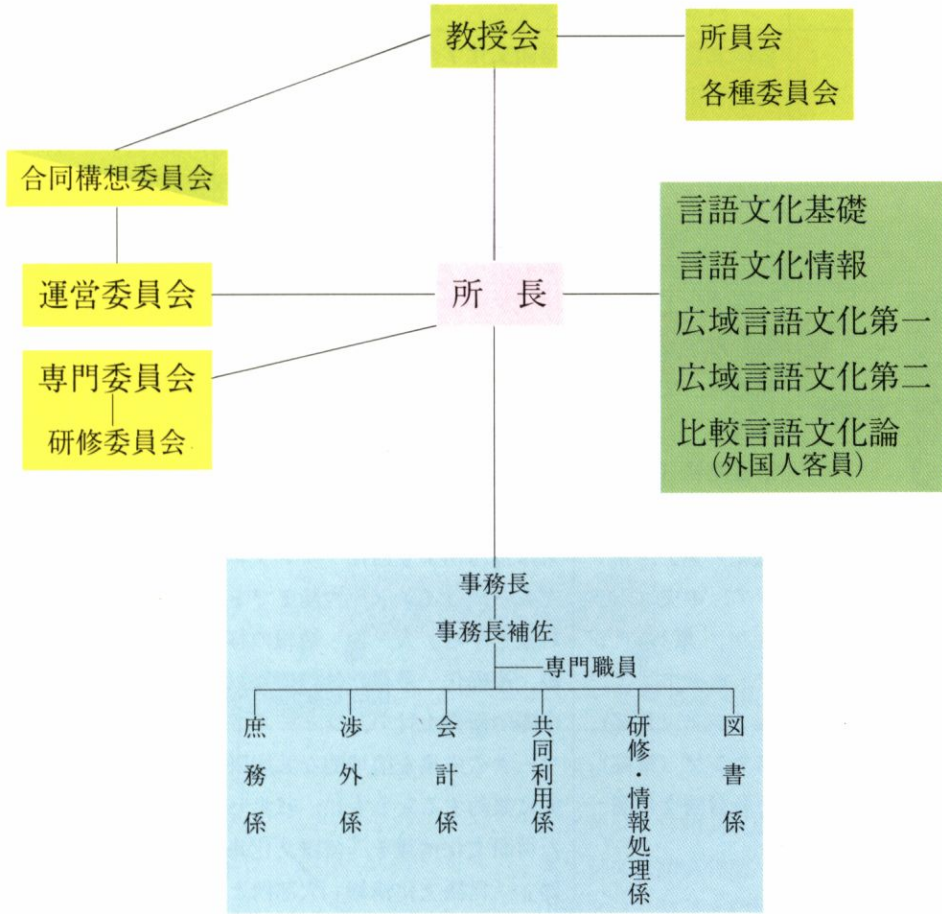 教授会
所員会
各種委員会
合同構想委員会
運営委員会
所 長
専門委員会
研修委員会
言語文化基礎
言語文化情報
広域言語文化第一
広域言語文化第二
比較言語文化論
(外国人客員)
事務長
事務長補佐
専門職員
庶務係
渉外係
会計係
共同利用係
研修・情報処理係
図書係